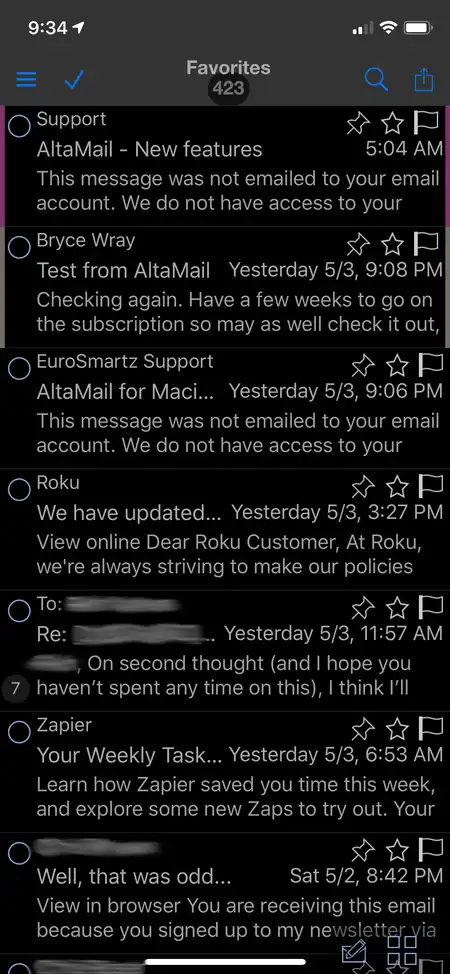 9:34
Favorites
423
Support
AltaMail - New features 5:04 AM
This message was not emailed to your email
account. We do not have access to your
Bryce Wray
Test from AltaMail Yesterday 5/3, 9:08 PM
Checking again. Have a few weeks to go on
the subscription so may as well check it out,
EuroSmartz Support
AltaMail for Maci... Yesterday 5/3, 9:06 PM
This message was not emailed to your email
account. We do not have access to your
Roku
We have updated... Yesterday 5/3, 3:27 PM
View online Dear Roku Customer, At Roku,
we're always striving to make our policies
To:
Re: .. Yesterday 5/3, 11:57 AM
, On second thought (and I hope you
7 haven’t spent any time on this), I think I’ll
Zapier
Your Weekly Task... Yesterday 5/3, 6:53 AM
Learn how Zapier saved you time this week,
and explore some new Zaps to try out. Your
Well, that was odd... Sat 5/2, 8:42 PM
View in browser You are receiving this email
because you signed up to my newsletter via